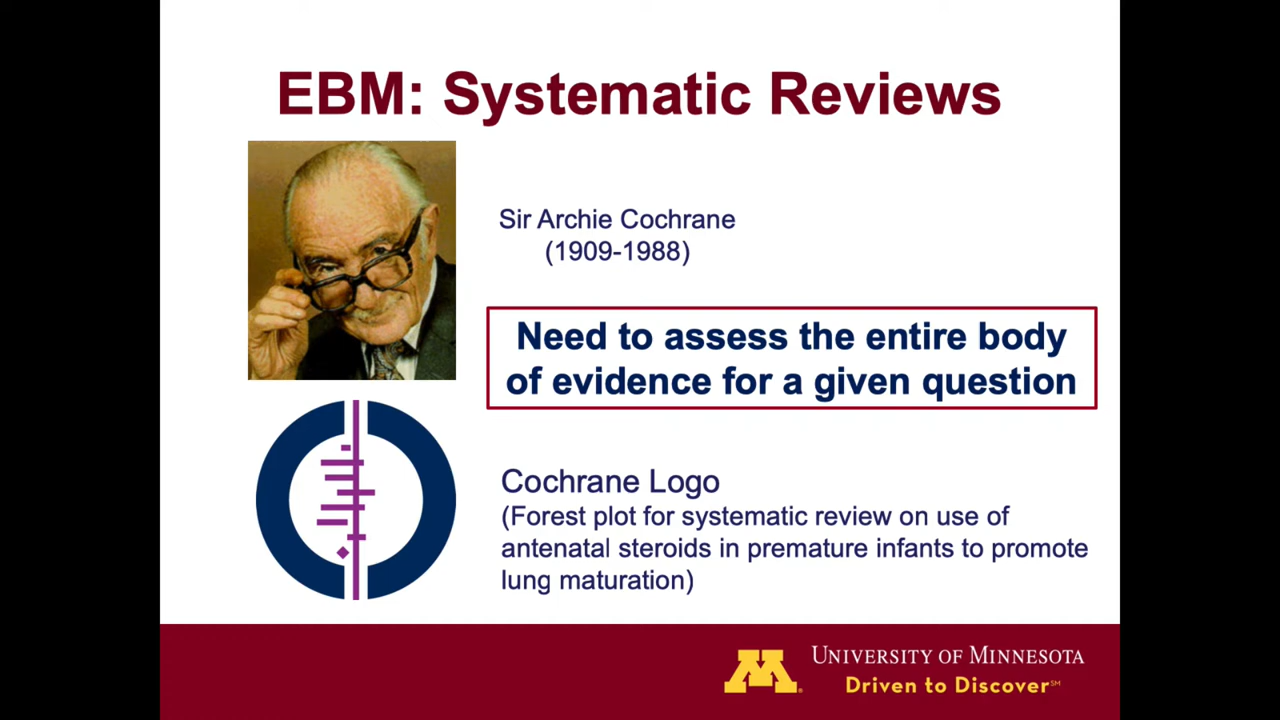 EBM: Systematic Reviews
Sir Archie Cochrane
(1909-1988)
Need to assess the entire body
of evidence for a given question
Cochrane Logo
(Forest plot for systematic review on use of
antenatal steroids in premature infants to promote
lung maturation)
M
UNIVERSITY OF MINNESOTA
Driven to Discover℠